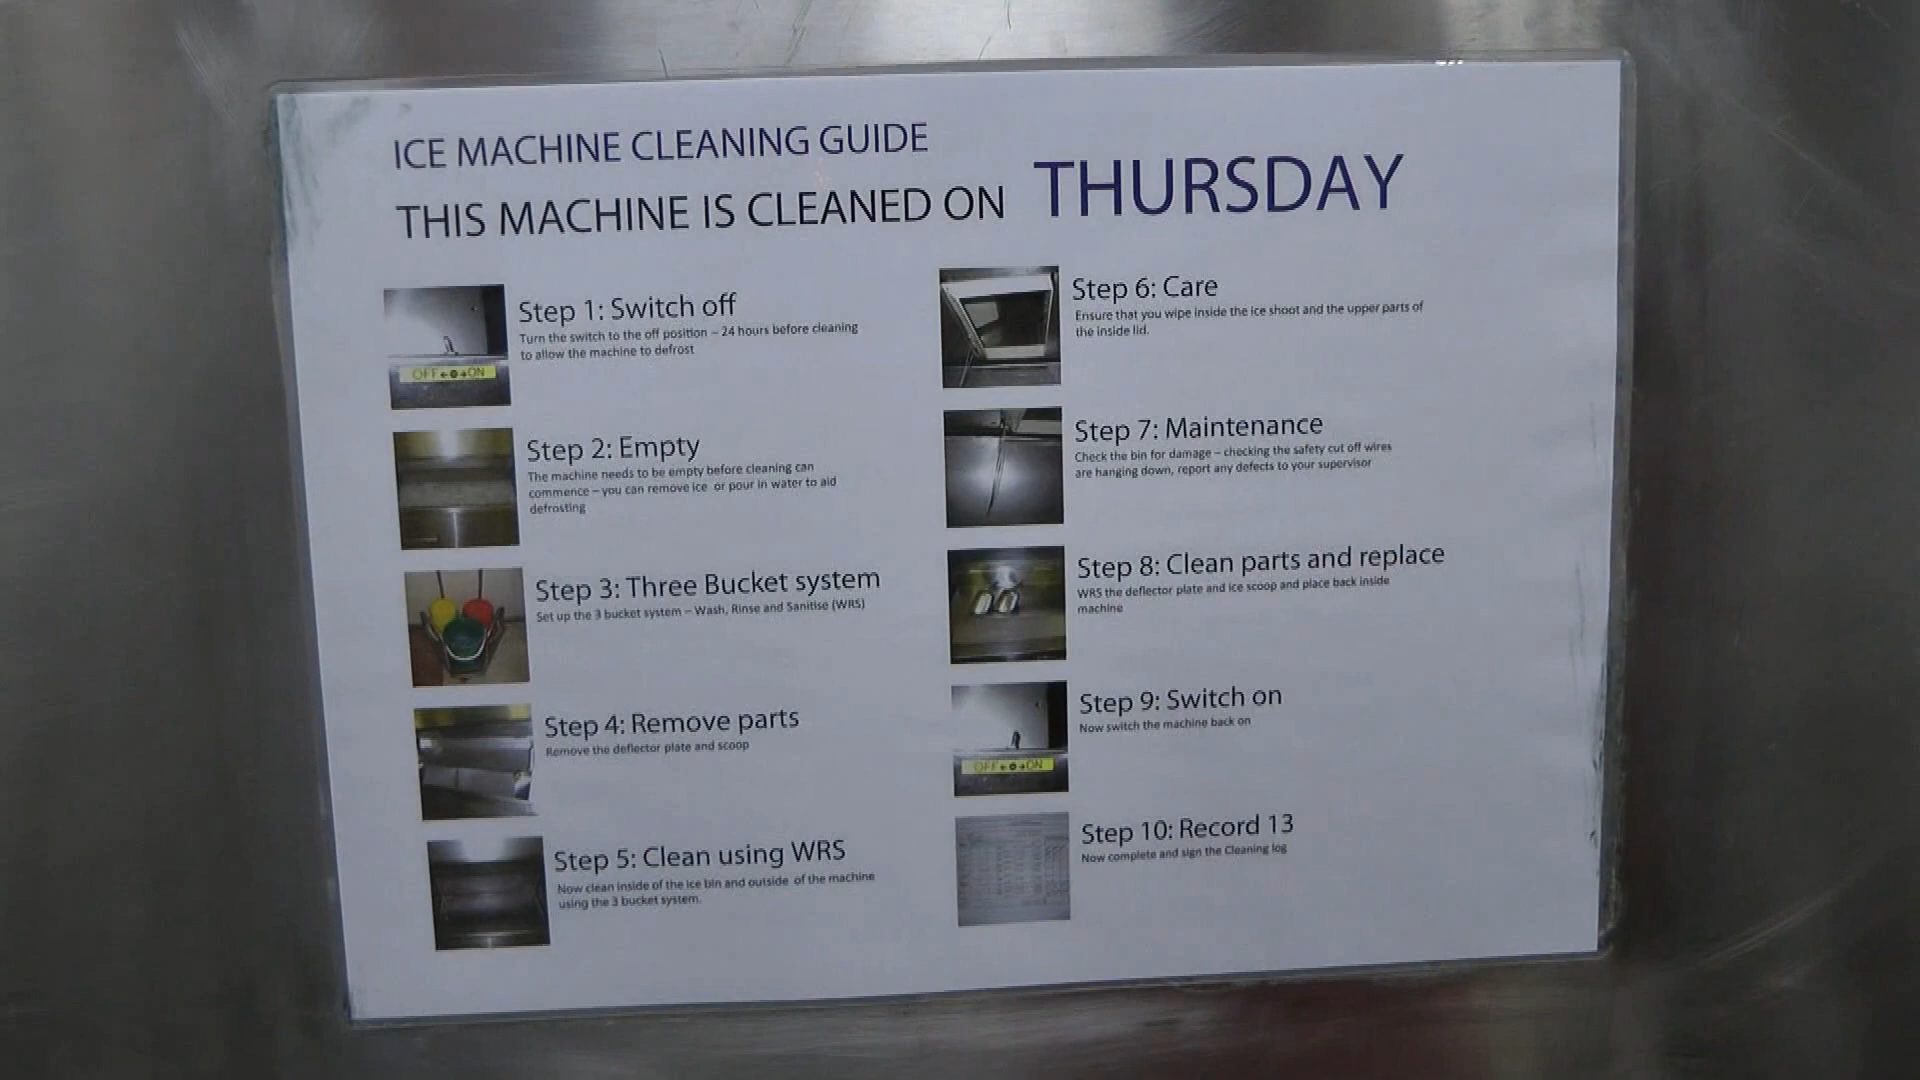 ICE MACHINE CLEANING GUIDE
THIS MACHINE IS CLEANED ON THURSDAY
Step 1: Switch off
Turn the switch to the off position – 24 hours before cleaning
to allow the machine to defrost
OFF ON
Step 2: Empty
The machine needs to be empty before cleaning can
commence – you can remove ice or pour in water to aid
defrosting
Step 3: Three Bucket system
Set up the 3 bucket system – Wash, Rinse and Sanitise (WRS)
Step 4: Remove parts
Remove the deflector plate and scoop
Step 5: Clean using WRS
Now clean inside of the ice bin and outside of the machine
using the 3 bucket system.
Step 6: Care
Ensure that you wipe inside the ice shoot and the upper parts of
the inside lid.
Step 7: Maintenance
Check the bin for damage – checking the safety cut off wires
are hanging down, report any defects to your supervisor
Step 8: Clean parts and replace
WRS the deflector plate and ice scoop and place back inside
machine
Step 9: Switch on
Now switch the machine back on
OFF ON
Step 10: Record 13
Now complete and sign the Cleaning log